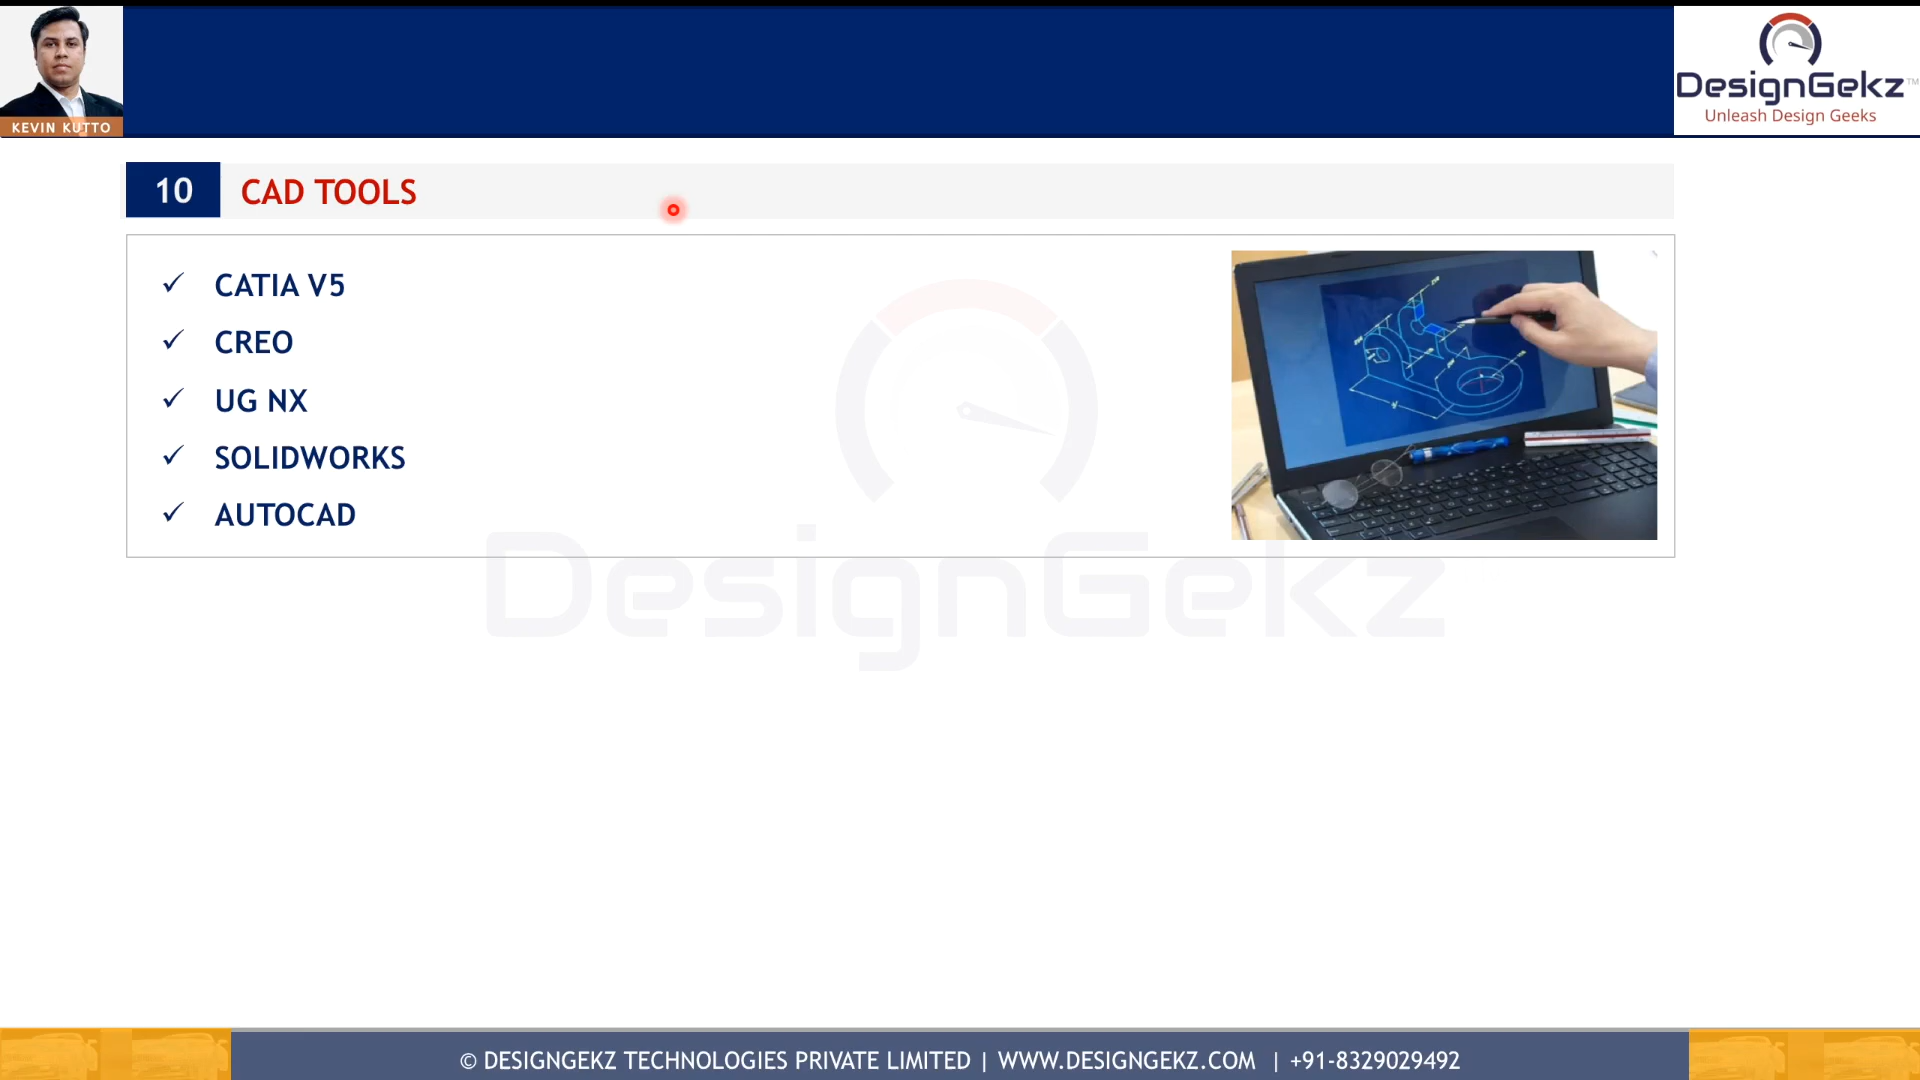 KEVIN KUTTO
DesignGekz™
Unleash Design Geeks
10 CAD TOOLS
✓ CATIA V5
✓ CREO
✓ UG NX
✓ SOLIDWORKS
✓ AUTOCAD
DesignGekz
© DESIGNGEKZ TECHNOLOGIES PRIVATE LIMITED | WWW.DESIGNGEKZ.COM | +91-8329029492